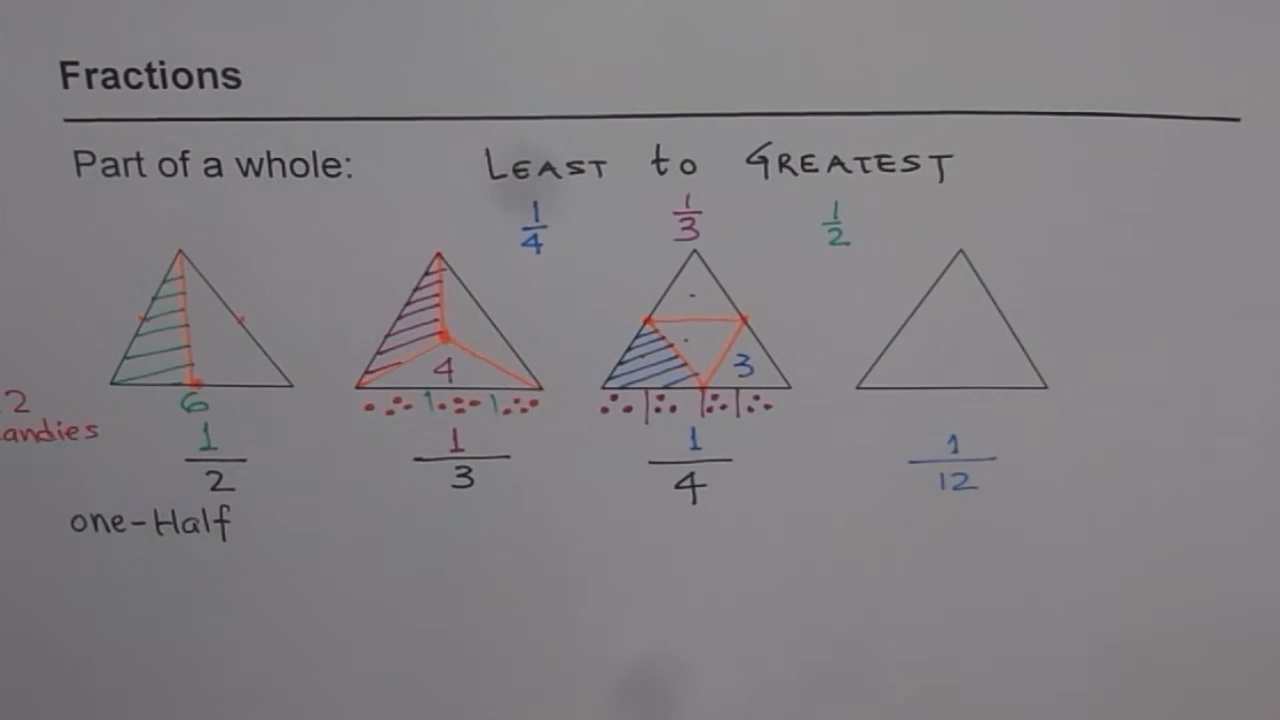 Fractions
Part of a whole: LEAST to GREATEST
1/4 1/3 1/2
4 3
2 6
andies
1/2 1/3 1/4 1/12
one-Half